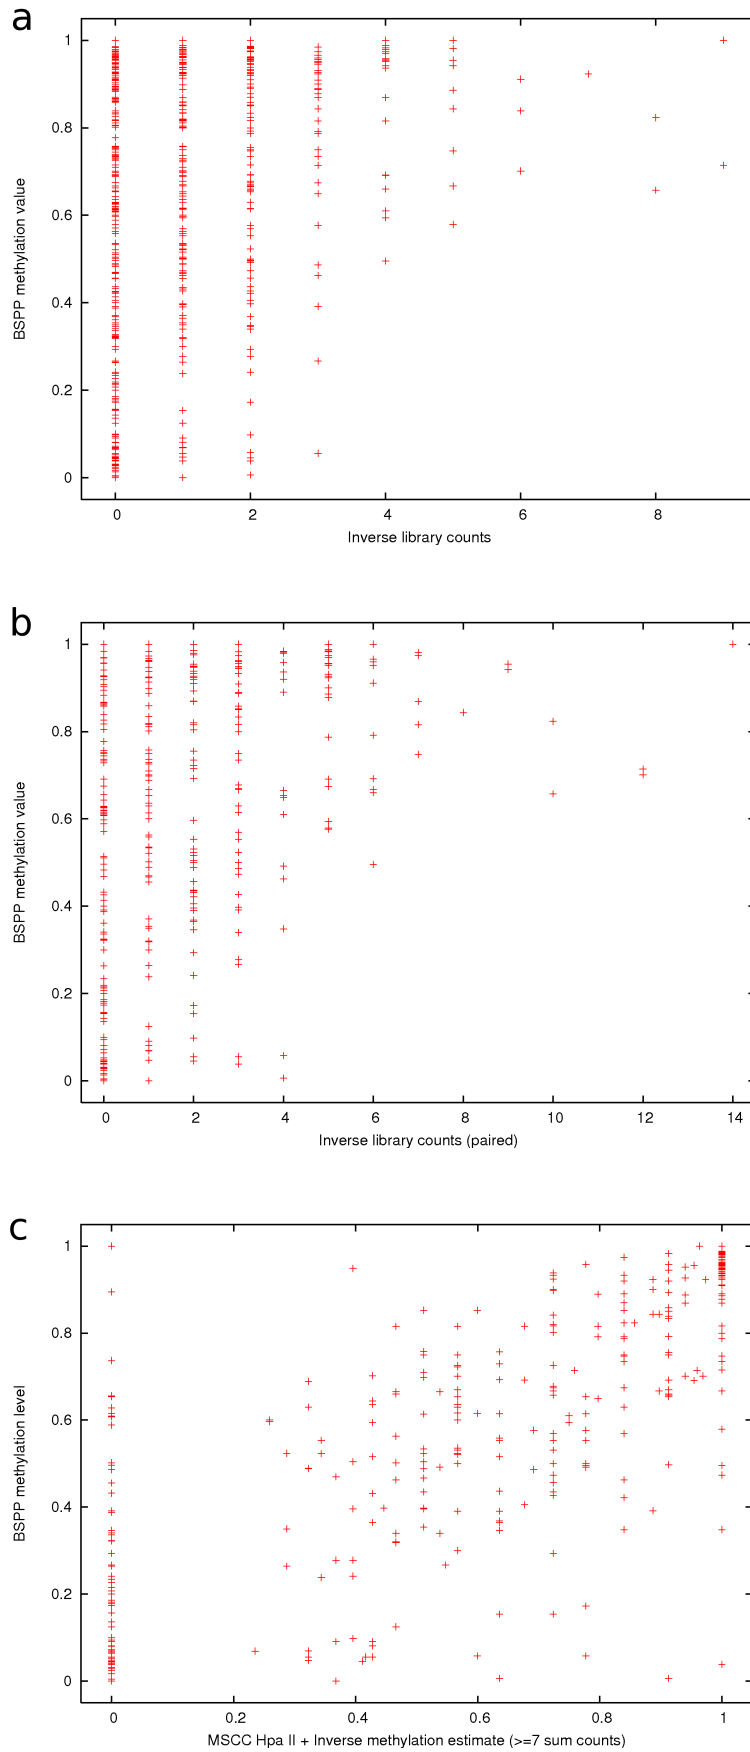 a
1
0.8
0.6
0.4
0.2
0
BSPP methylation value
0 2 4 6 8
Inverse library counts
b
1
0.8
0.6
0.4
0.2
0
BSPP methylation value
0 2 4 6 8 10 12 14
Inverse library counts (paired)
c
1
0.8
0.6
0.4
0.2
0
BSPP methylation level
0 0.2 0.4 0.6 0.8 1
MSCC Hpa II + Inverse methylation estimate (>=7 sum counts)